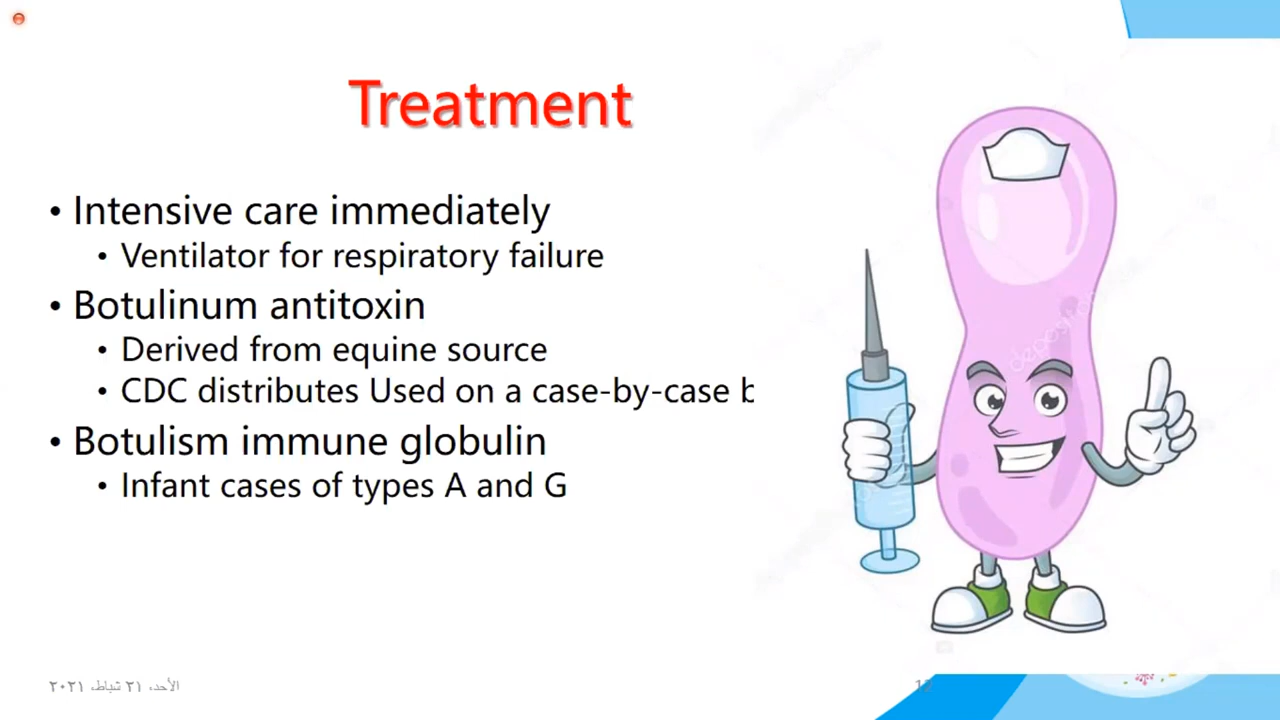 Treatment
• Intensive care immediately
• Ventilator for respiratory failure
• Botulinum antitoxin
• Derived from equine source
• CDC distributes Used on a case-by-case b
• Botulism immune globulin
• Infant cases of types A and G
الأحد، ٢١ شباط، ٢٠٢١
12